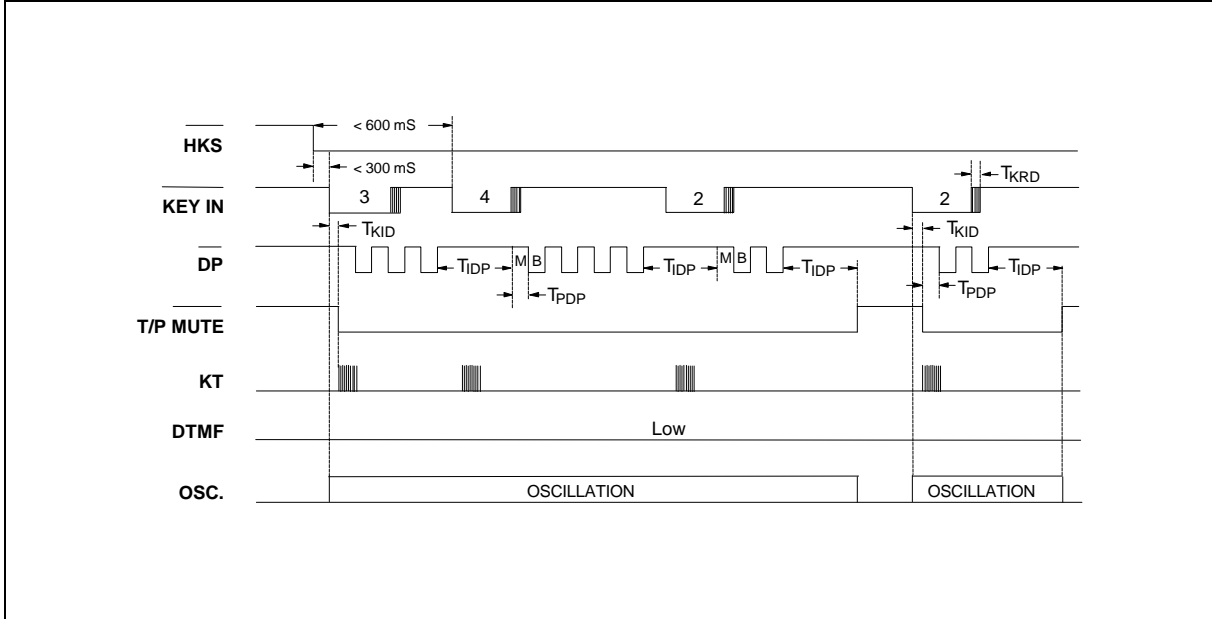 < 600 mS
HKS
< 300 mS
TKRD
KEY IN
3
4
2
2
TKID
TKID
DP
TIDP
M B
TIDP
M B
TIDP
TIDP
TPDP
TPDP
T/P MUTE
KT
DTMF
Low
OSC.
OSCILLATION
OSCILLATION